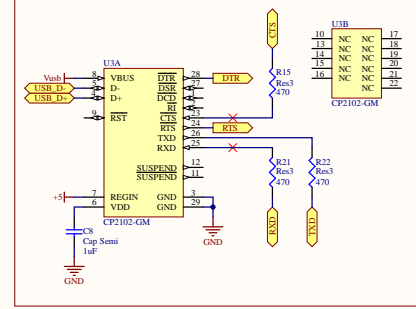 CTS
U3B
10 NC NC 17
13 NC NC 18
14 NC NC 19
15 NC NC 20
16 NC NC 21
NC 22
CP2102-GM
R15
Res3
470
U3A
Vusb 8 VBUS DTR 28 DTR
USB_D- D- DSR 27
USB_D+ D+ DCD
RI
9 RST CTS 23
RTS 24 RTS
TXD 26
RXD 25
SUSPEND 12
SUSPEND 11
+5 7 REGIN GND 3
6 VDD GND 29
CP2102-GM
R21
Res3
470
R22
Res3
470
RXD
TXD
C8
Cap Semi
1uF
GND
GND